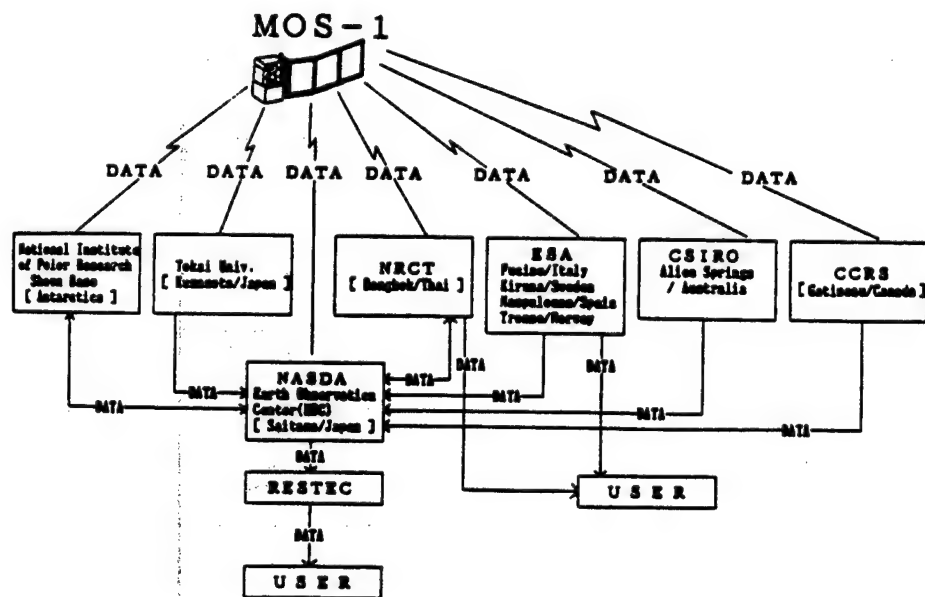 MOS-1
DATA
DATA
DATA
DATA
DATA
DATA
DATA
National Institute
of Polar Research
Showa Base
[ Antarctica ]
Tokai Univ.
[ Kumamoto/Japan ]
NRCT
[ Bangkok/Thai ]
ESA
Fucino/Italy
Kiruna/Sweden
Maspalomas/Spain
Tromso/Norway
CSIRO
Alice Springs
/ Australia
CCRS
[ Gatineau/Canada ]
NASDA
Earth Observation
Center(EOC)
[ Saitama/Japan ]
DATA
DATA
DATA
DATA
DATA
DATA
DATA
DATA
RESTEC
USER
DATA
USER